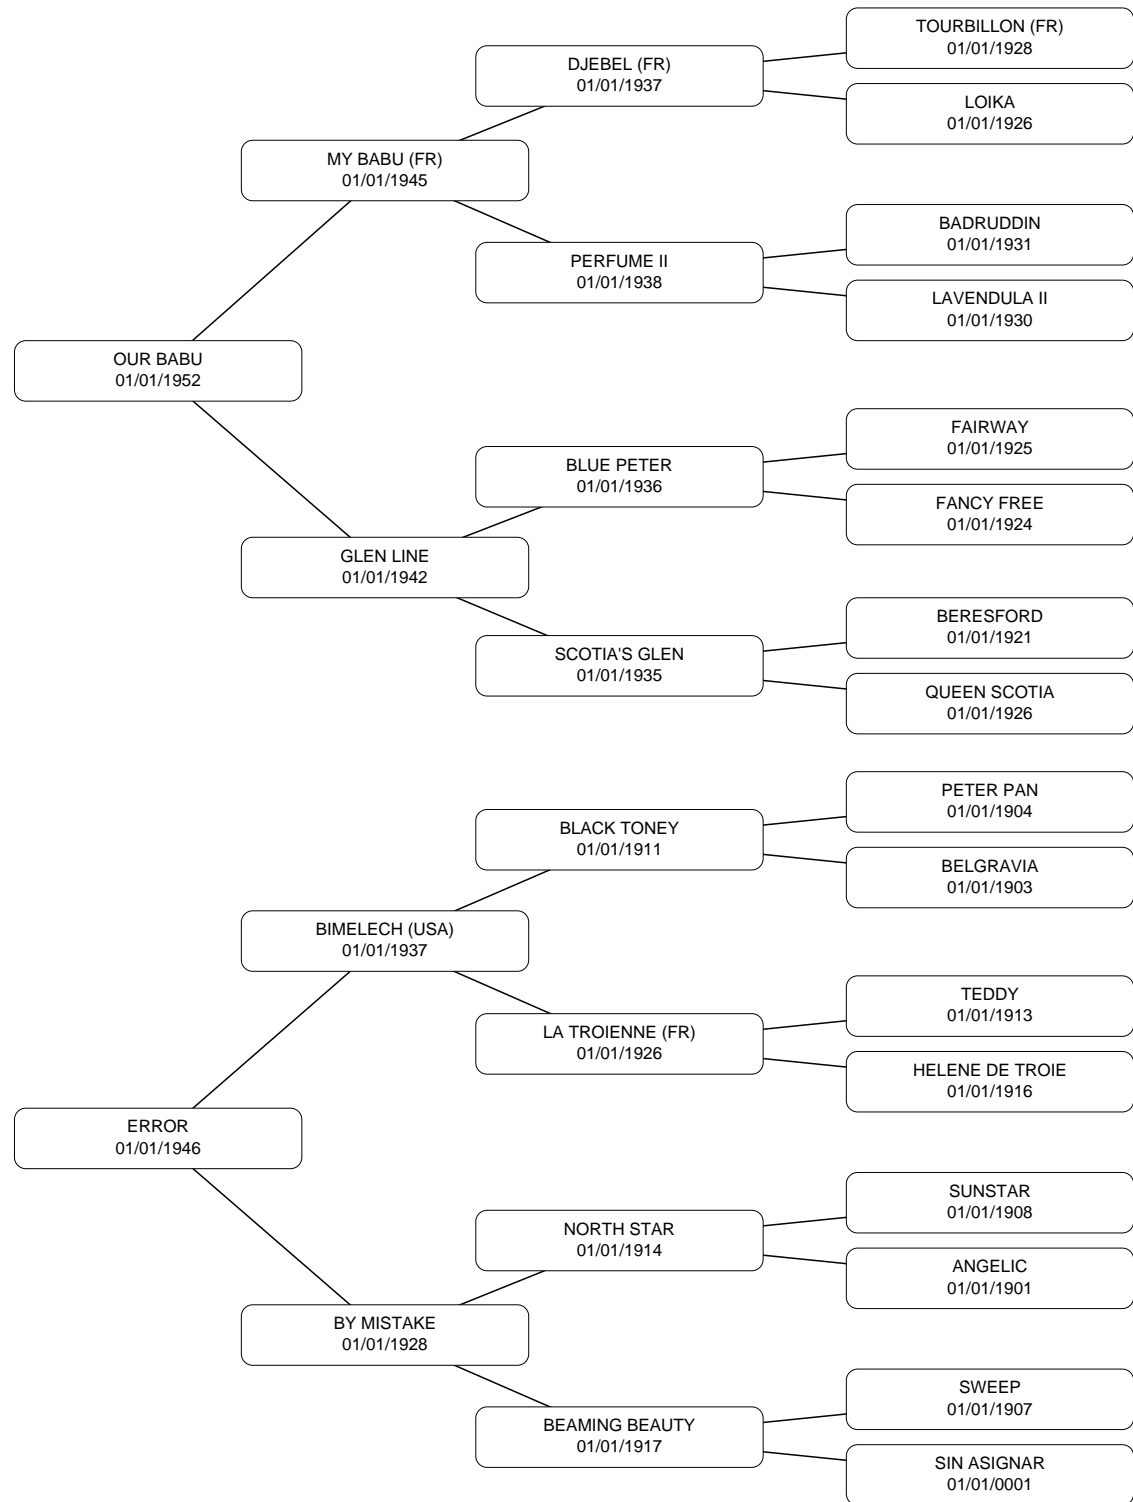 TOURBILLON (FR)
01/01/1928
DJEBEL (FR)
01/01/1937
LOIKA
01/01/1926
MY BABU (FR)
01/01/1945
BADRUDDIN
01/01/1931
PERFUME II
01/01/1938
LAVENDULA II
01/01/1930
OUR BABU
01/01/1952
FAIRWAY
01/01/1925
BLUE PETER
01/01/1936
FANCY FREE
01/01/1924
GLEN LINE
01/01/1942
BERESFORD
01/01/1921
SCOTIA'S GLEN
01/01/1935
QUEEN SCOTIA
01/01/1926
PETER PAN
01/01/1904
BLACK TONEY
01/01/1911
BELGRAVIA
01/01/1903
BIMELECH (USA)
01/01/1937
TEDDY
01/01/1913
LA TROIENNE (FR)
01/01/1926
HELENE DE TROIE
01/01/1916
ERROR
01/01/1946
SUNSTAR
01/01/1908
NORTH STAR
01/01/1914
ANGELIC
01/01/1901
BY MISTAKE
01/01/1928
SWEEP
01/01/1907
BEAMING BEAUTY
01/01/1917
SIN ASIGNAR
01/01/0001